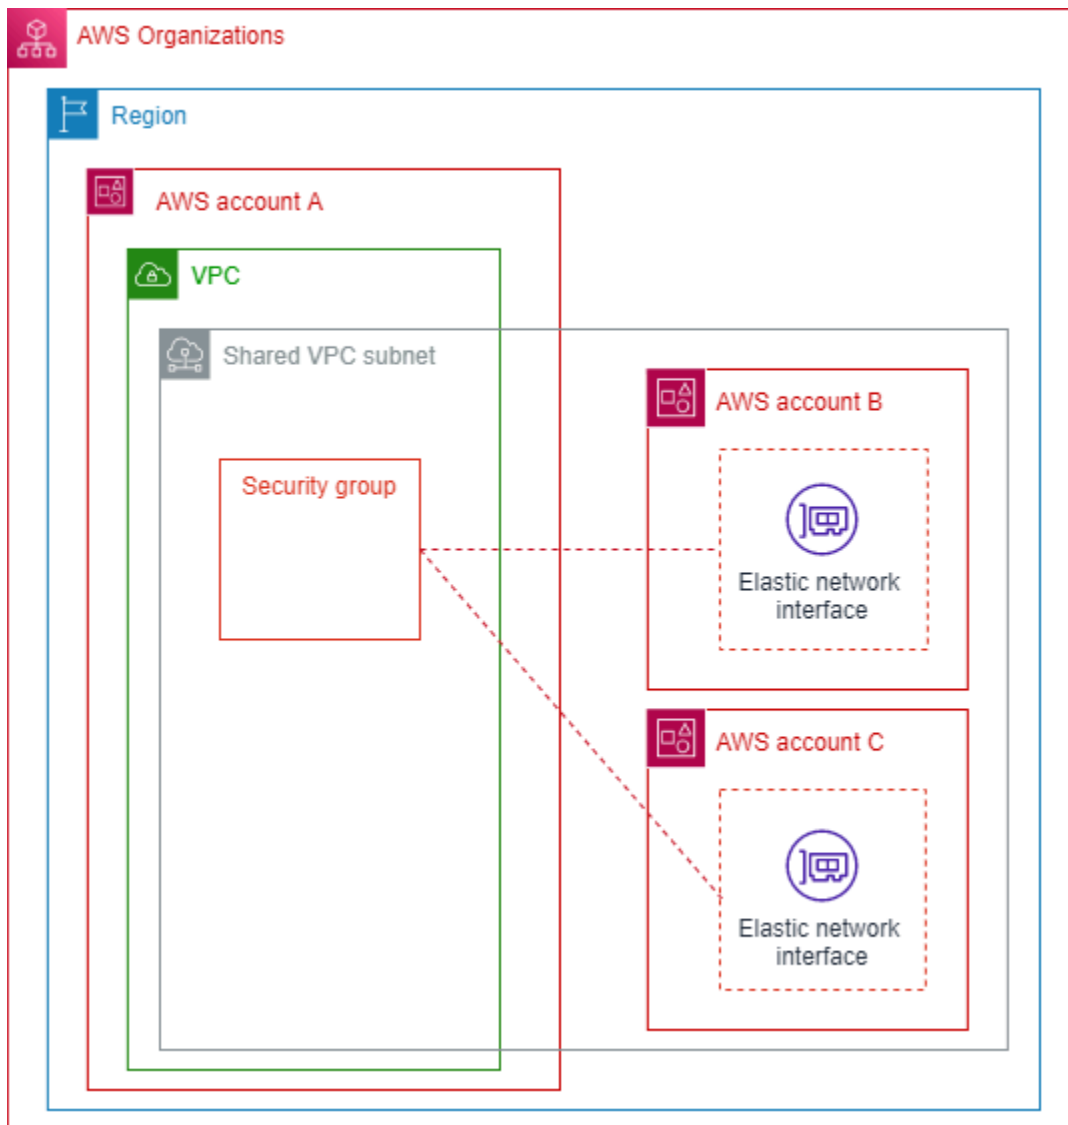 AWS Organizations
Region
AWS account A
VPC
Shared VPC subnet
Security group
AWS account B
Elastic network
interface
AWS account C
Elastic network
interface